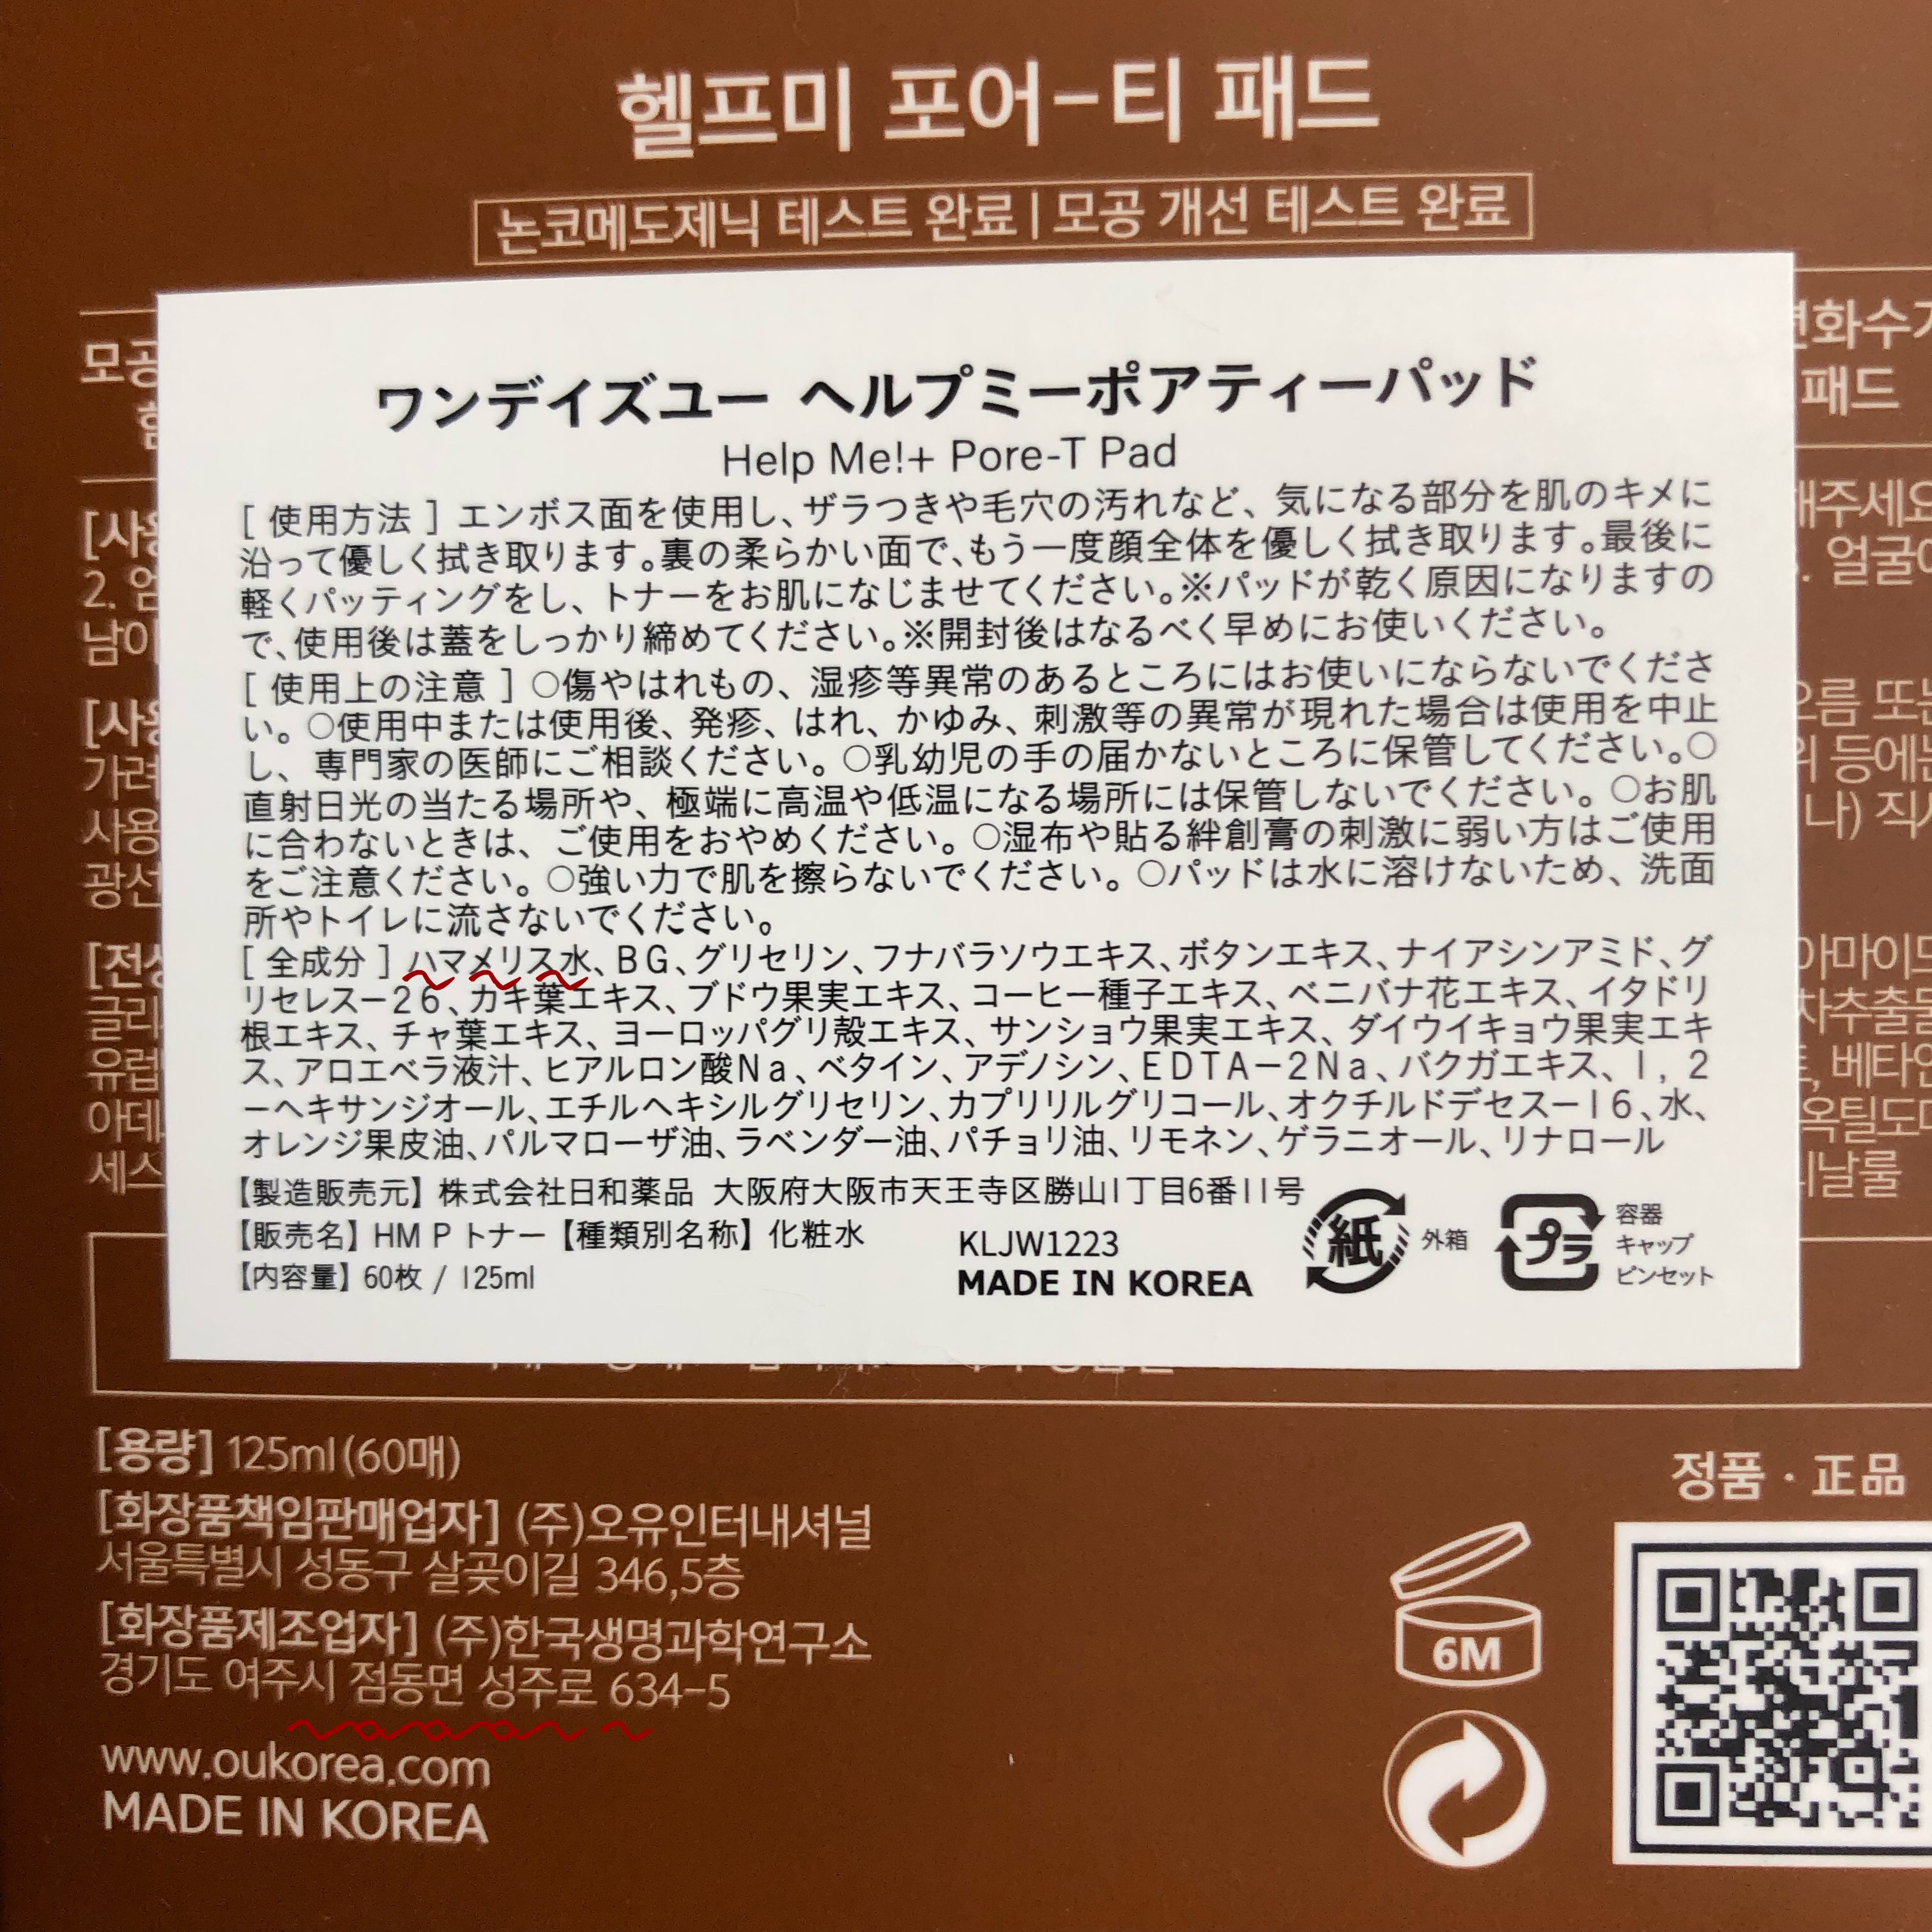 헬프미 포어-티 패드
논코메도제닉 테스트 완료 | 모공 개선 테스트 완료
모공
변화수가
패드
ワンデイズユー ヘルプミーポアティーパッド
Help Me!+ Pore-T Pad
[ 使用方法 ] エンボス面を使用し、ザラつきや毛穴の汚れなど、気になる部分を肌のキメに
沿って優しく拭き取ります。裏の柔らかい面で、もう一度顔全体を優しく拭き取ります。最後に
軽くパッティングをし、トナーをお肌になじませてください。※パッドが乾く原因になりますの
で、使用後は蓋をしっかり締めてください。※開封後はなるべく早めにお使いください。
[ 使用上の注意 ] ○傷やはれもの、湿疹等異常のあるところにはお使いにならないでくださ
い。○使用中または使用後、発疹、はれ、かゆみ、刺激等の異常が現れた場合は使用を中止
し、専門家の医師にご相談ください。○乳幼児の手の届かないところに保管してください。○
直射日光の当たる場所や、極端に高温や低温になる場所には保管しないでください。○お肌
に合わないときは、ご使用をおやめください。○湿布や貼る絆創膏の刺激に弱い方はご使用
をご注意ください。○強い力で肌を擦らないでください。○パッドは水に溶けないため、洗面
所やトイレに流さないでください。
[ 全成分 ] ハマメリス水、BG、グリセリン、フナバラソウエキス、ボタンエキス、ナイアシンアミド、グ
リセレス－26、カキ葉エキス、ブドウ果実エキス、コーヒー種子エキス、ベニバナ花エキス、イタドリ
根エキス、チャ葉エキス、ヨーロッパグリ殻エキス、サンショウ果実エキス、ダイウイキョウ果実エキ
ス、アロエベラ液汁、ヒアルロン酸Na、ベタイン、アデノシン、EDTA－2Na、バクガエキス、1, 2
－ヘキサンジオール、エチルヘキシルグリセリン、カプリリルグリコール、オクチルドデセス－16、水、
オレンジ果皮油、パルマローザ油、ラベンダー油、パチョリ油、リモネン、ゲラニオール、リナロール
【製造販売元】株式会社日和薬品 大阪府大阪市天王寺区勝山1丁目6番11号
【販売名】HM P トナー【種類別名称】化粧水
【内容量】60枚 / 125ml
KLJW1223
MADE IN KOREA
紙 外箱
プラ 容器
キャップ
ピンセット
[용량] 125ml(60매)
[화장품책임판매업자] (주)오유인터내셔널
서울특별시 성동구 살곶이길 346,5층
[화장품제조업자] (주)한국생명과학연구소
경기도 여주시 점동면 성주로 634-5
www.oukorea.com
MADE IN KOREA
정품 · 正品
6M